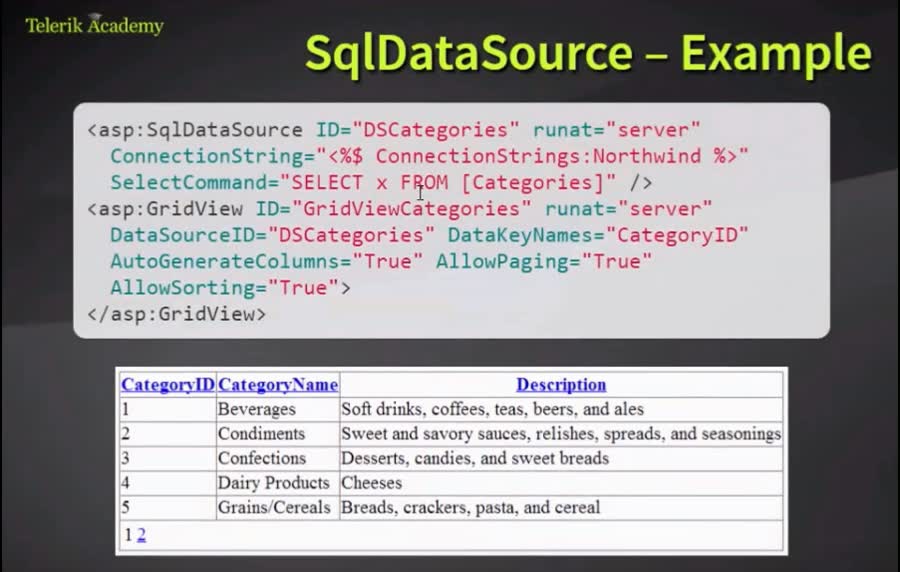 Telerik Academy
SqlDataSource – Example
<asp:SqlDataSource ID="DSCategories" runat="server"
ConnectionString="<%$ ConnectionStrings:Northwind %>"
SelectCommand="SELECT x FROM [Categories]" />
<asp:GridView ID="GridViewCategories" runat="server"
DataSourceID="DSCategories" DataKeyNames="CategoryID"
AutoGenerateColumns="True" AllowPaging="True"
AllowSorting="True">
</asp:GridView>
CategoryID CategoryName Description
1 Beverages Soft drinks, coffees, teas, beers, and ales
2 Condiments Sweet and savory sauces, relishes, spreads, and seasonings
3 Confections Desserts, candies, and sweet breads
4 Dairy Products Cheeses
5 Grains/Cereals Breads, crackers, pasta, and cereal
1 2